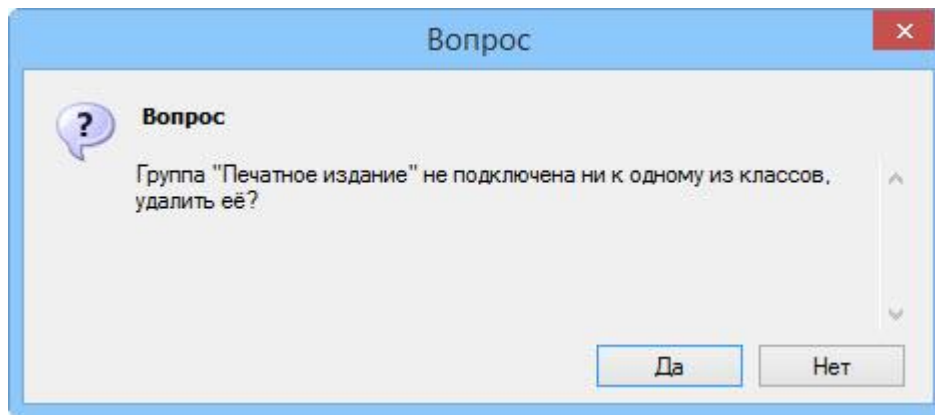 Вопрос
?
Вопрос
Группа "Печатное издание" не подключена ни к одному из классов,
удалить её?
Да
Нет